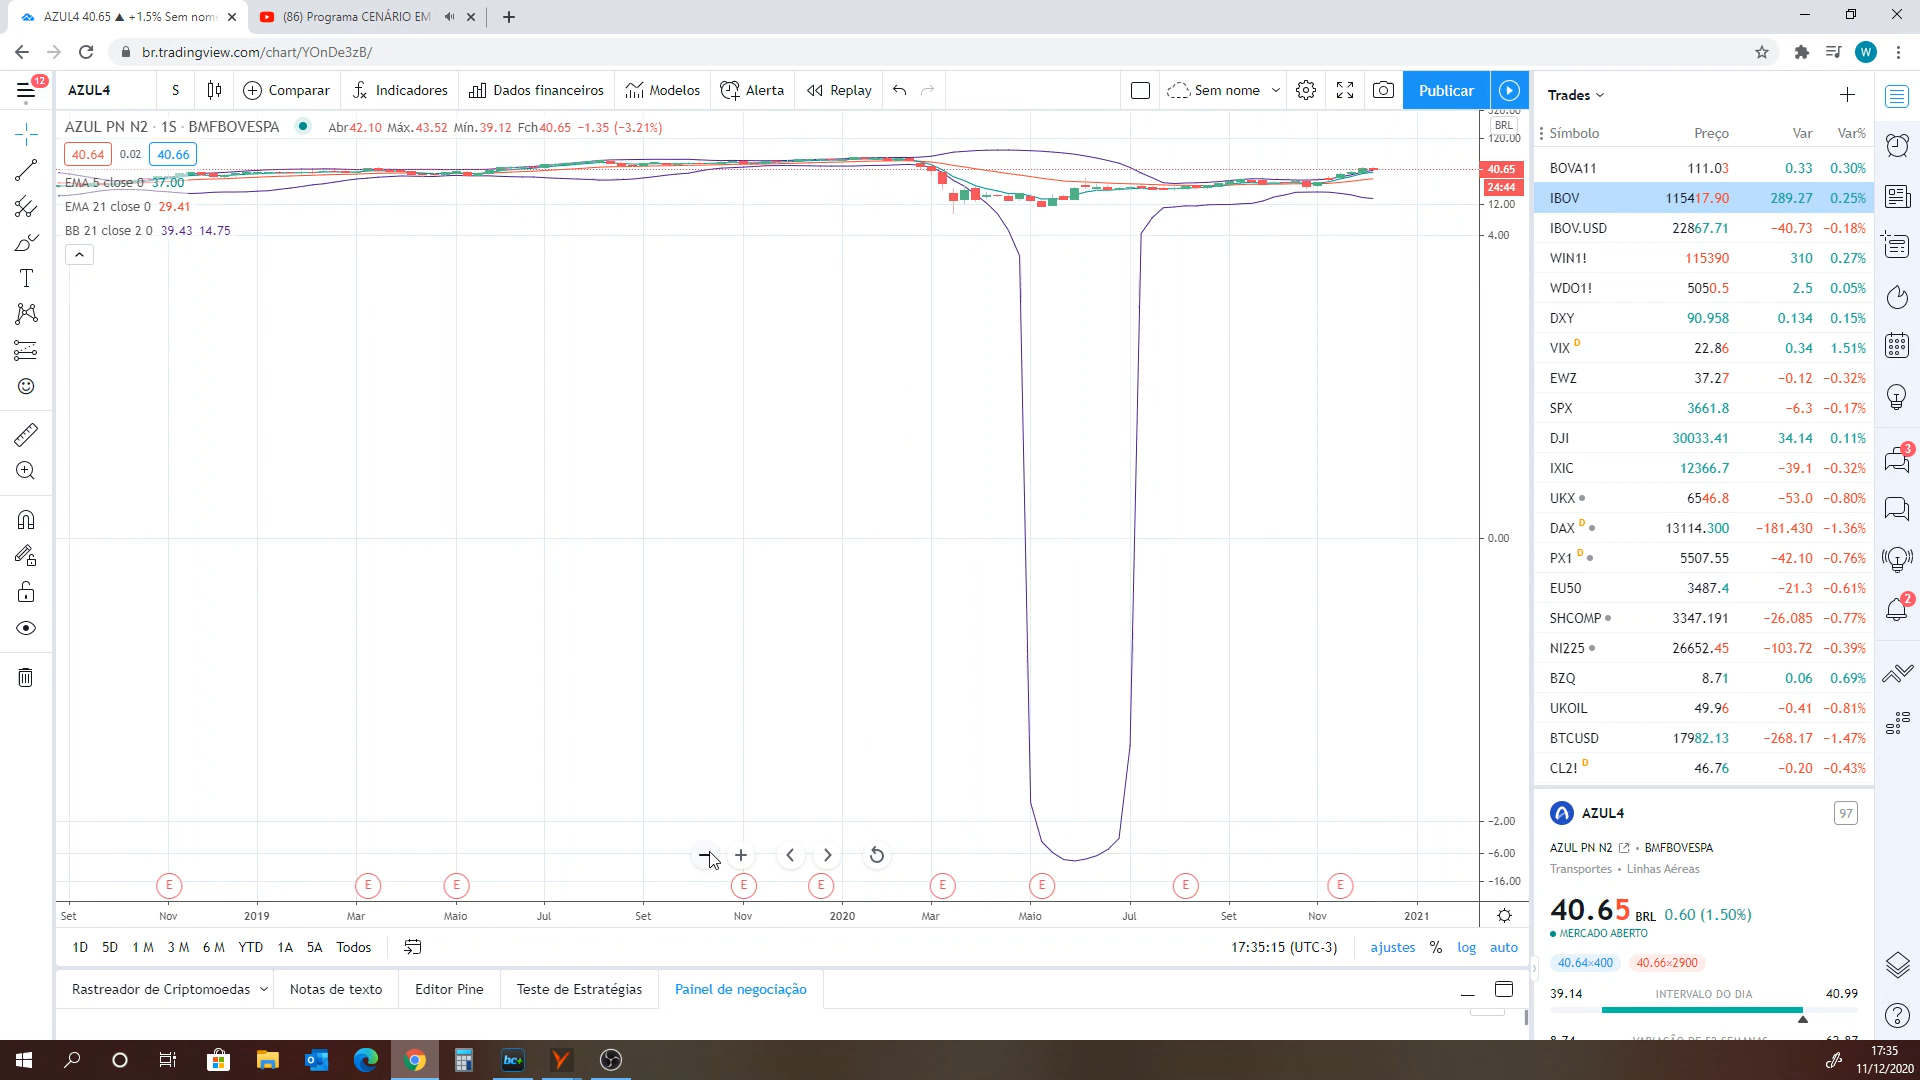 AZUL4 40.65 ▲ +1.5% Sem nom
(86) Programa CENÁRIO EM
br.tradingview.com/chart/YOnDe3zB/
W
12
AZUL4
S
Comparar
Indicadores
Dados financeiros
Modelos
Alerta
Replay
Sem nome
Publicar
AZUL PN N2 · 1S · BMFBOVESPA
Abr42.10 Máx.43.52 Mín.39.12 Fch40.65 −1.35 (−3.21%)
40.64 0.02 40.66
EMA 5 close 0 37.00
EMA 21 close 0 29.41
BB 21 close 2 0 39.43 14.75
BRL
120.00
40.65
24:44
12.00
4.00
0.00
−2.00
−6.00
−16.00
E E E E E E E E E
Set Nov 2019 Mar Maio Jul Set Nov 2020 Mar Maio Jul Set Nov 2021
1D 5D 1 M 3 M 6 M YTD 1A 5A Todos
17:35:15 (UTC-3) ajustes % log auto
Rastreador de Criptomoedas Notas de texto Editor Pine Teste de Estratégias Painel de negociação
Trades
Símbolo Preço Var Var%
BOVA11 111.03 0.33 0.30%
IBOV 115417.90 289.27 0.25%
IBOV.USD 22867.71 −40.73 −0.18%
WIN1! 115390 310 0.27%
WDO1! 5050.5 2.5 0.05%
DXY 90.958 0.134 0.15%
VIX D 22.86 0.34 1.51%
EWZ 37.27 −0.12 −0.32%
SPX 3661.8 −6.3 −0.17%
DJI 30033.41 34.14 0.11%
IXIC 12366.7 −39.1 −0.32%
UKX 6546.8 −53.0 −0.80%
DAX D 13114.300 −181.430 −1.36%
PX1 D 5507.55 −42.10 −0.76%
EU50 3487.4 −21.3 −0.61%
SHCOMP 3347.191 −26.085 −0.77%
NI225 26652.45 −103.72 −0.39%
BZQ 8.71 0.06 0.69%
UKOIL 49.96 −0.41 −0.81%
BTCUSD 17982.13 −268.17 −1.47%
CL2! D 46.76 −0.20 −0.43%
AZUL4 97
AZUL PN N2 • BMFBOVESPA
Transportes • Linhas Aéreas
40.65 BRL 0.60 (1.50%)
MERCADO ABERTO
40.64×400 40.66×2900
39.14 INTERVALO DO DIA 40.99
3
2
bc+
17:35
11/12/2020